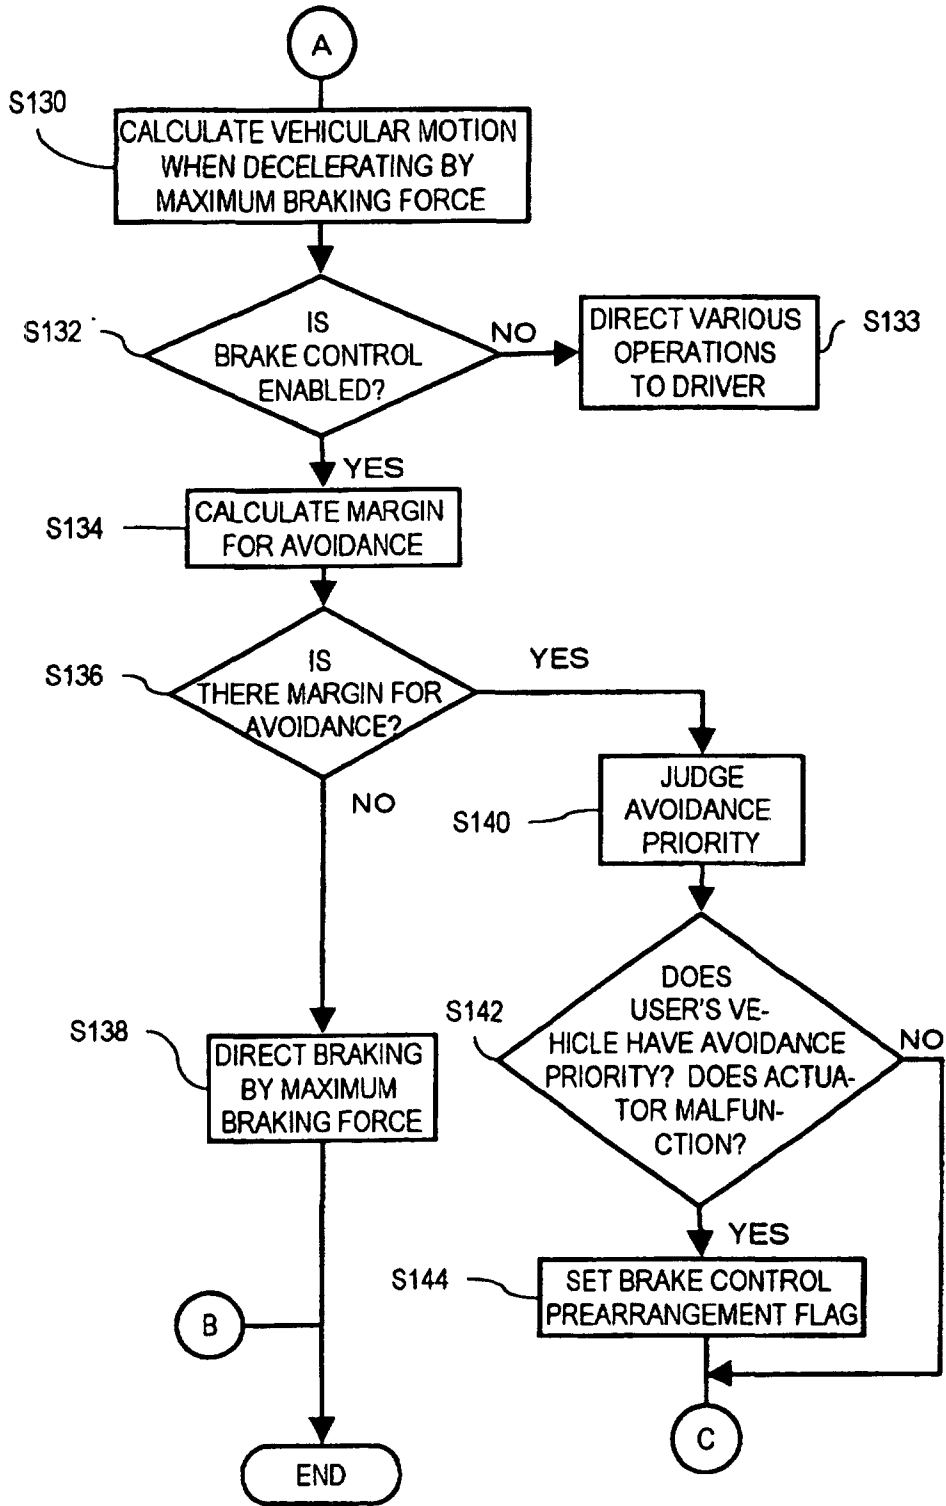 A
S130
CALCULATE VEHICULAR MOTION
WHEN DECELERATING BY
MAXIMUM BRAKING FORCE
S132
IS
BRAKE CONTROL
ENABLED?
NO
DIRECT VARIOUS
OPERATIONS
TO DRIVER
S133
YES
S134
CALCULATE MARGIN
FOR AVOIDANCE
S136
IS
THERE MARGIN FOR
AVOIDANCE?
YES
NO
S140
JUDGE
AVOIDANCE
PRIORITY
S142
DOES
USER'S VE-
HICLE HAVE AVOIDANCE
PRIORITY? DOES ACTUA-
TOR MALFUN-
CTION?
NO
S138
DIRECT BRAKING
BY MAXIMUM
BRAKING FORCE
YES
S144
SET BRAKE CONTROL
PREARRANGEMENT FLAG
B
C
END